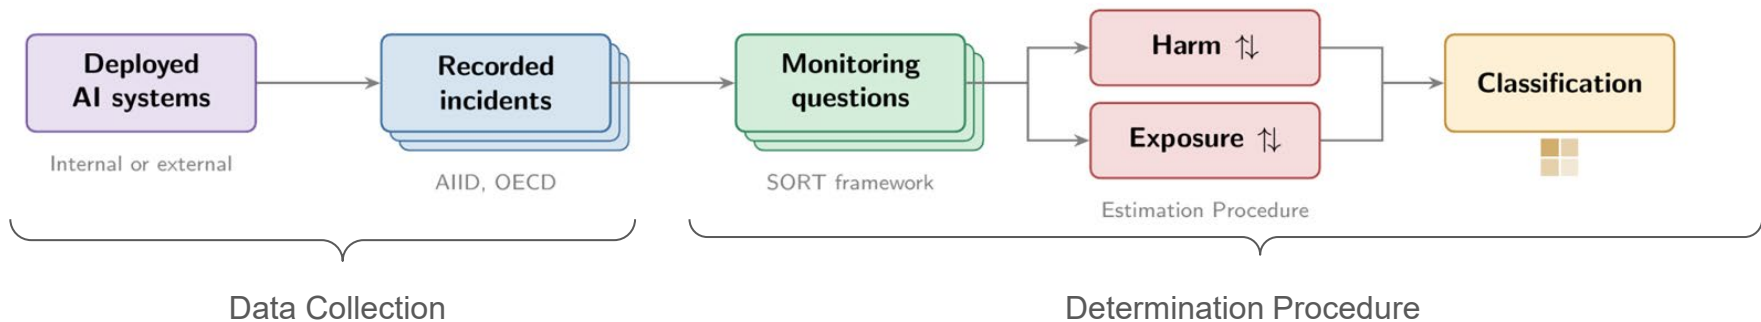 Deployed
AI systems
Internal or external
Recorded
incidents
AIID, OECD
Monitoring
questions
SORT framework
Harm ⇅
Exposure ⇅
Estimation Procedure
Classification
Data Collection
Determination Procedure